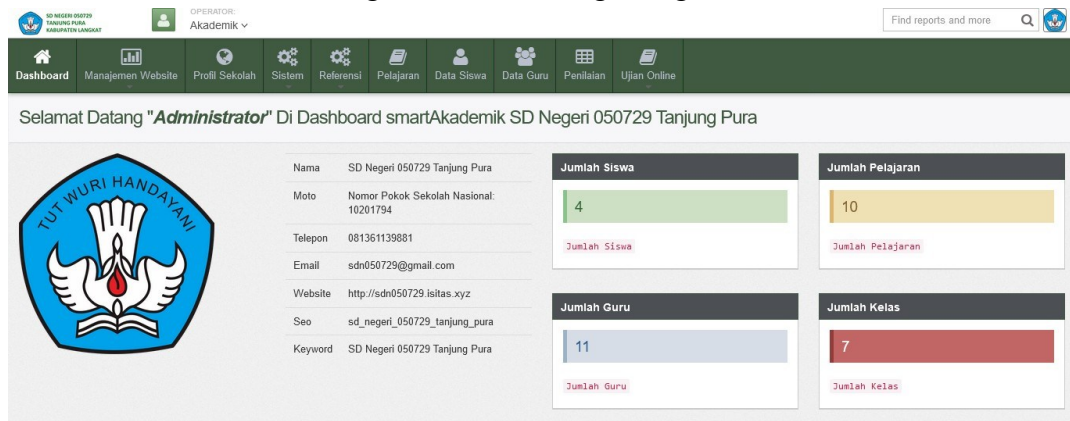 SD NEGERI 050729
TANJUNG PURA
KABUPATEN LANGKAT
OPERATOR:
Akademik
Find reports and more
Dashboard
Manajemen Website
Profil Sekolah
Sistem
Referensi
Pelajaran
Data Siswa
Data Guru
Penilaian
Ujian Online
Selamat Datang "Administrator" Di Dashboard smartAkademik SD Negeri 050729 Tanjung Pura
TUT WURI HANDAYANI
Nama SD Negeri 050729 Tanjung Pura
Moto Nomor Pokok Sekolah Nasional:
10201794
Telepon 081361139881
Email sdn050729@gmail.com
Website http://sdn050729.isitas.xyz
Seo sd_negeri_050729_tanjung_pura
Keyword SD Negeri 050729 Tanjung Pura
Jumlah Siswa
4
Jumlah Siswa
Jumlah Pelajaran
10
Jumlah Pelajaran
Jumlah Guru
11
Jumlah Guru
Jumlah Kelas
7
Jumlah Kelas